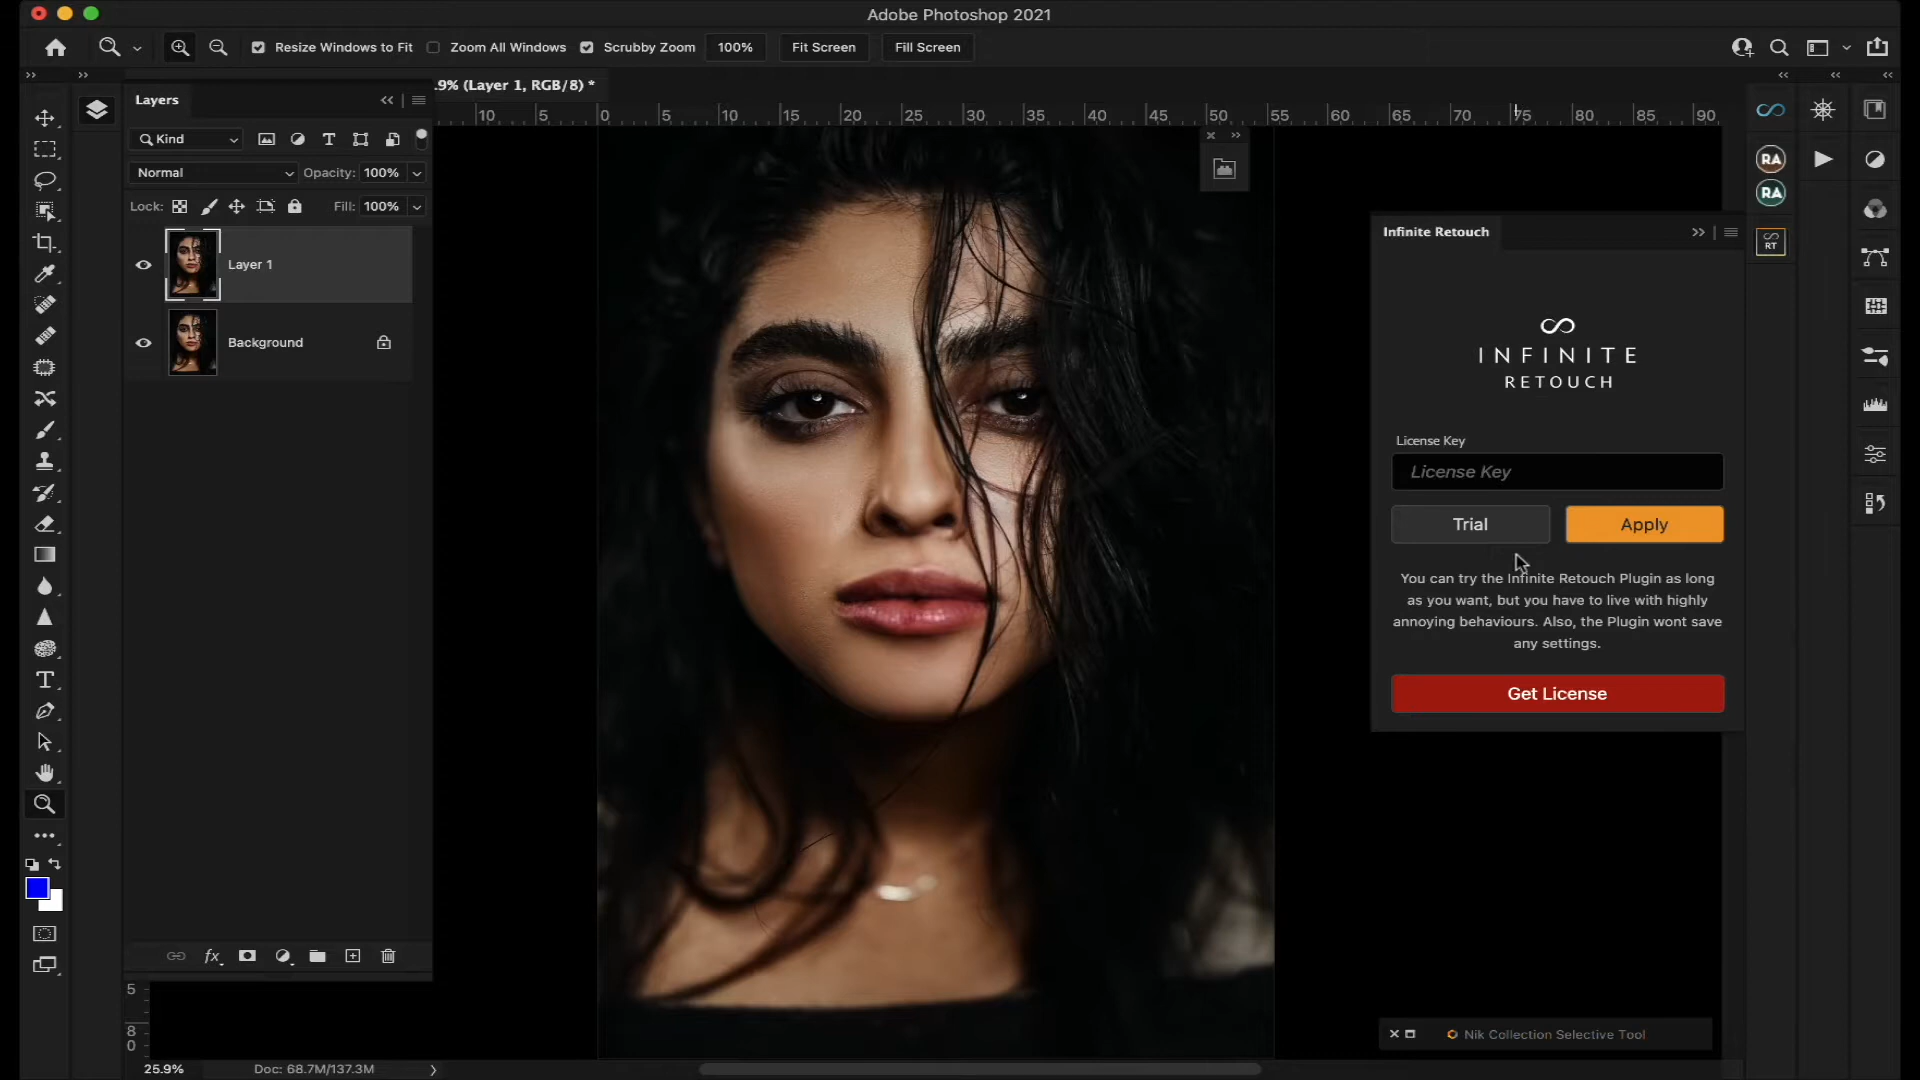 Adobe Photoshop 2021
Resize Windows to Fit
Zoom All Windows
Scrubby Zoom
100%
Fit Screen
Fill Screen
Layers
.9% (Layer 1, RGB/8) *
10 5 0 5 10 15 20 25 30 35 40 45 50 55 60 65 70 75 80 85 90
Kind
Normal
Opacity: 100%
Lock:
Fill: 100%
Layer 1
Background
Infinite Retouch
INFINITE
RETOUCH
License Key
License Key
Trial
Apply
You can try the Infinite Retouch Plugin as long
as you want, but you have to live with highly
annoying behaviours. Also, the Plugin wont save
any settings.
Get License
RA
RA
RT
fx
5
8
0
Nik Collection Selective Tool
25.9%
Doc: 68.7M/137.3M